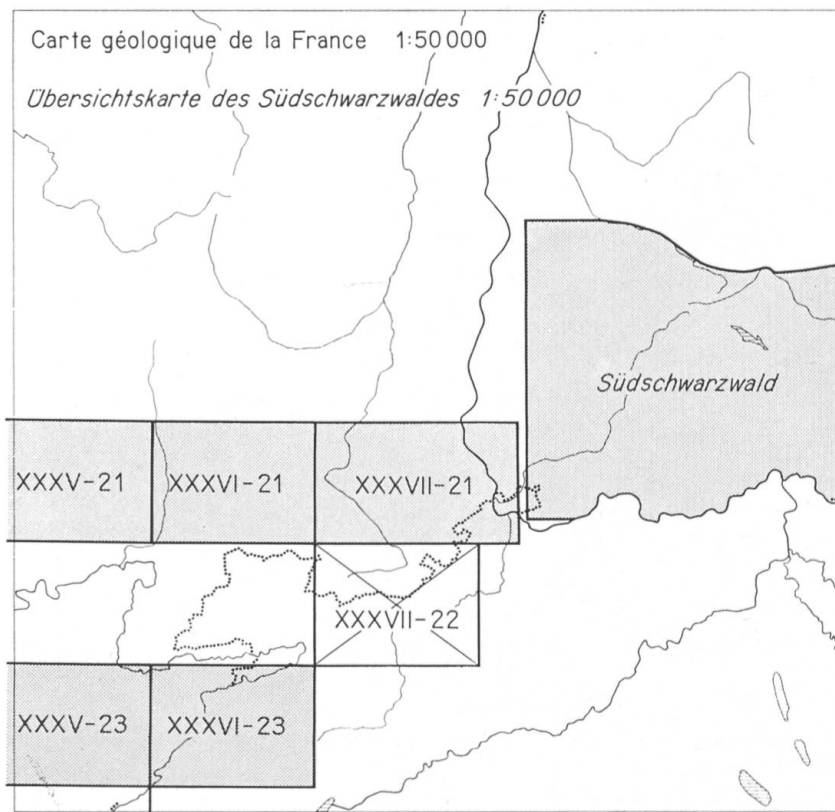 Carte géologique de la France 1:50 000
Übersichtskarte des Südschwarzwaldes 1:50 000
Südschwarzwald
XXXV-21 XXXVI-21 XXXVII-21
XXXVII-22
XXXV-23 XXXVI-23